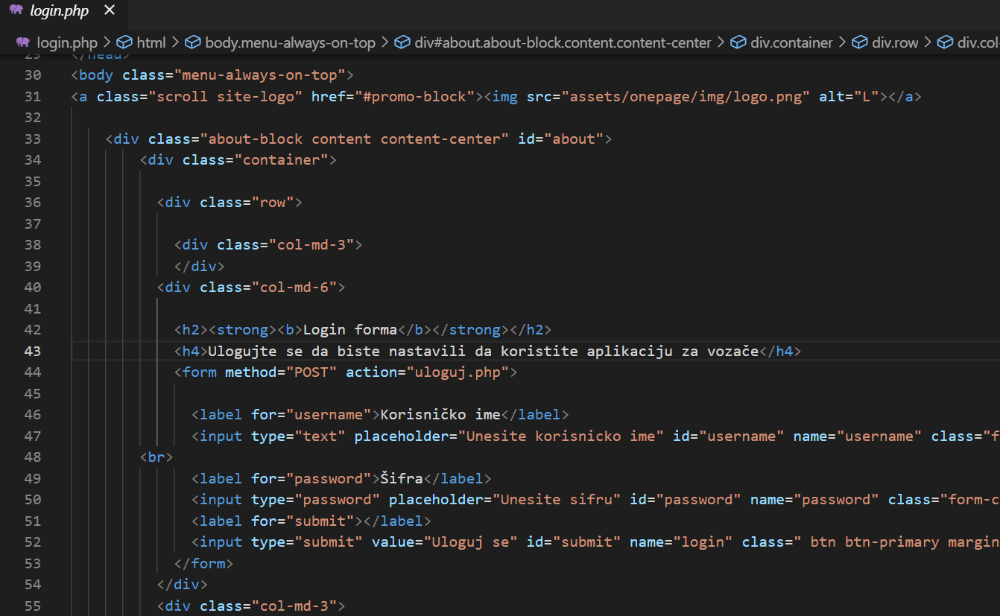 login.php
login.php > html > body.menu-always-on-top > div#about.about-block.content.content-center > div.container > div.row > div.col-
29 </head>
30 <body class="menu-always-on-top">
31 <a class="scroll site-logo" href="#promo-block"><img src="assets/onepage/img/logo.png" alt="L"></a>
32
33 <div class="about-block content content-center" id="about">
34 <div class="container">
35
36 <div class="row">
37
38 <div class="col-md-3">
39 </div>
40 <div class="col-md-6">
41
42 <h2><strong><b>Login forma</b></strong></h2>
43 <h4>Ulogujte se da biste nastavili da koristite aplikaciju za vozače</h4>
44 <form method="POST" action="uloguj.php">
45
46 <label for="username">Korisničko ime</label>
47 <input type="text" placeholder="Unesite korisnicko ime" id="username" name="username" class="f
48 <br>
49 <label for="password">Šifra</label>
50 <input type="password" placeholder="Unesite sifru" id="password" name="password" class="form-c
51 <label for="submit"></label>
52 <input type="submit" value="Uloguj se" id="submit" name="login" class=" btn btn-primary margin
53 </form>
54 </div>
55 <div class="col-md-3">